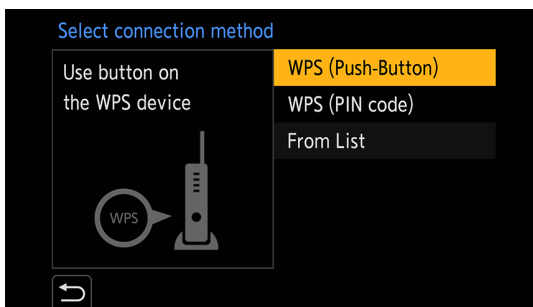 Select connection method
Use button on
the WPS device
WPS
WPS (Push-Button)
WPS (PIN code)
From List